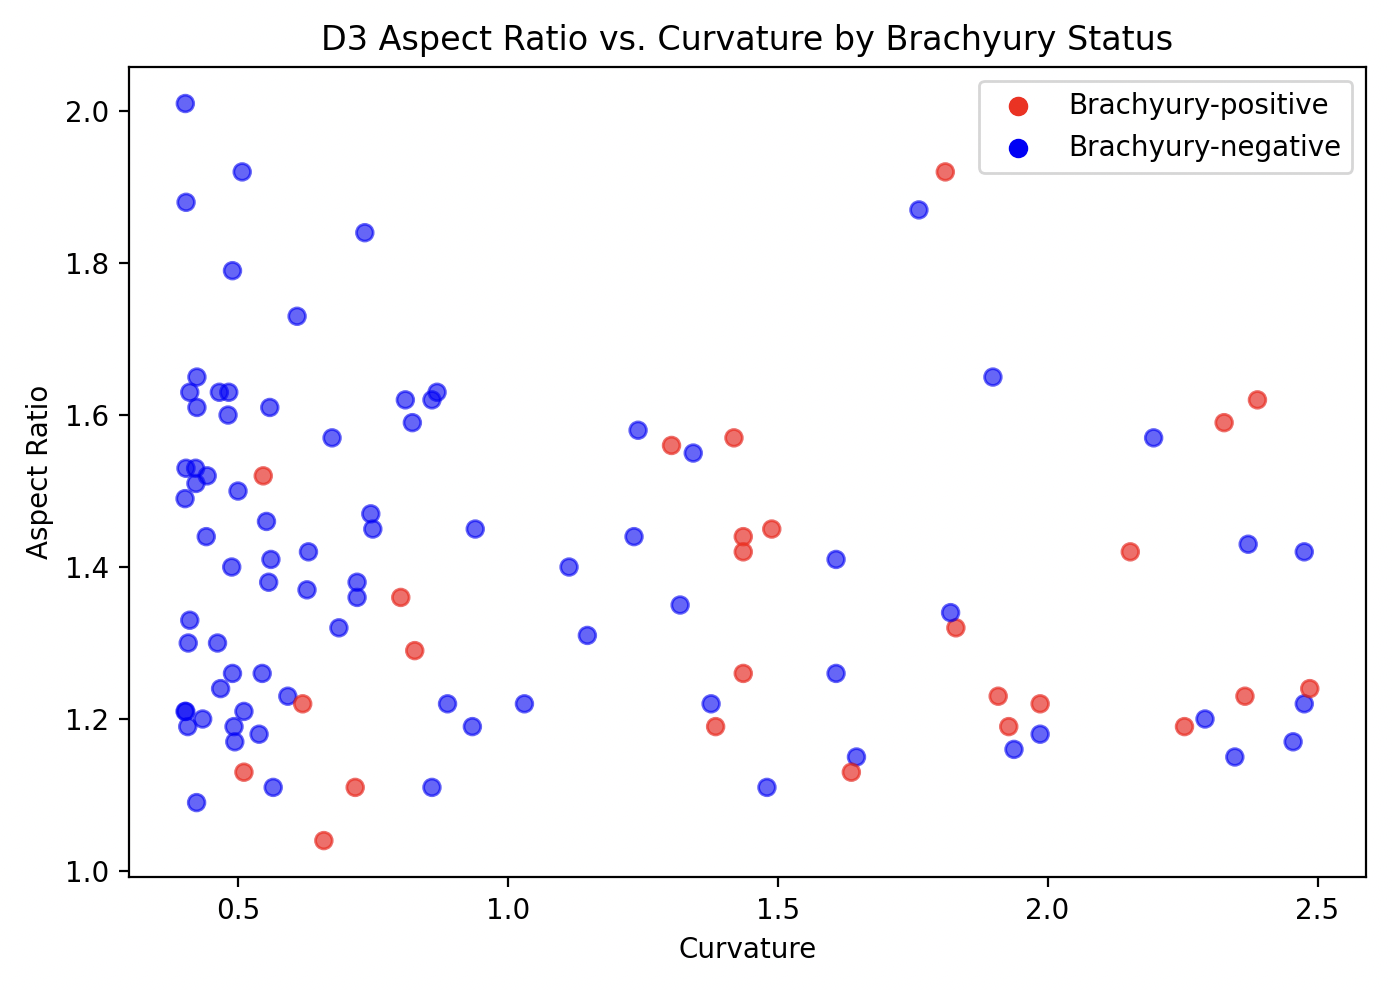 D3 Aspect Ratio vs. Curvature by Brachyury Status
Brachyury-positive
Brachyury-negative
Aspect Ratio
2.0
1.8
1.6
1.4
1.2
1.0
0.5 1.0 1.5 2.0 2.5
Curvature